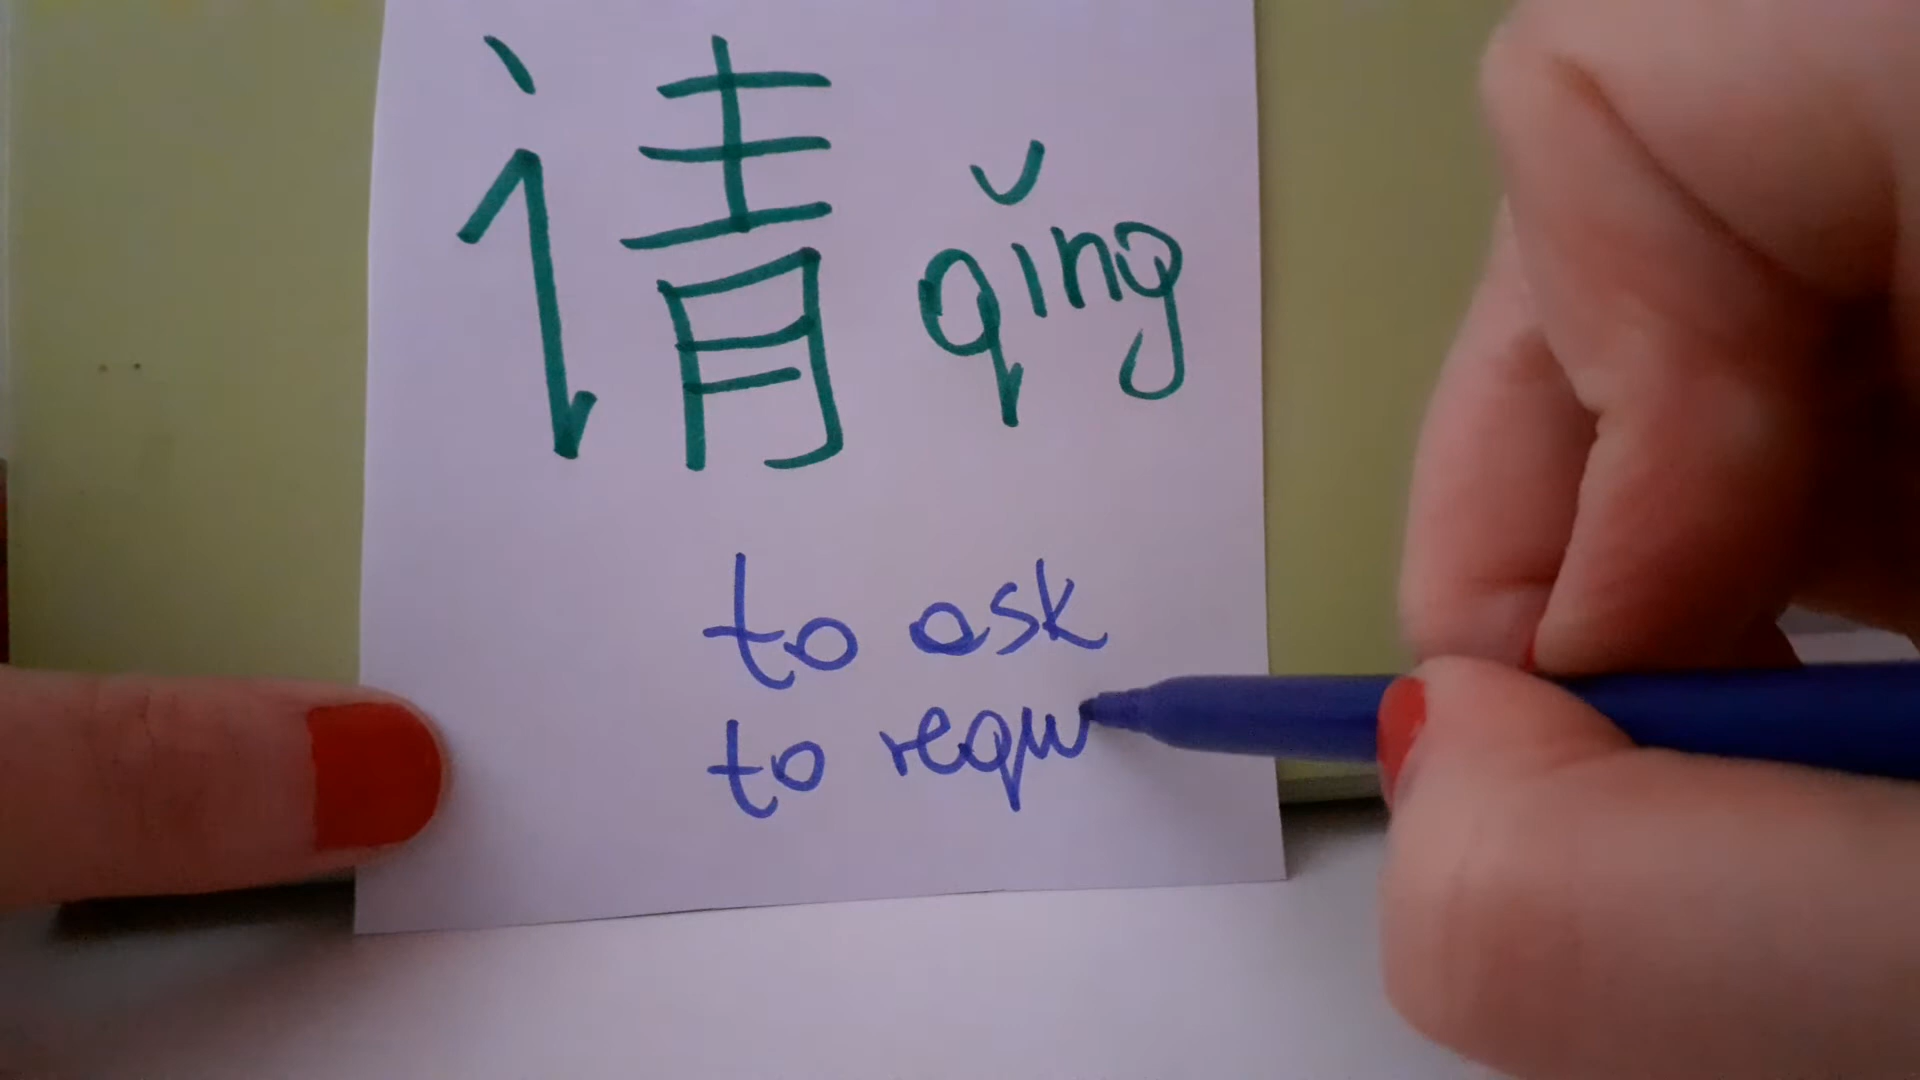 请 qǐng
to ask
to requ